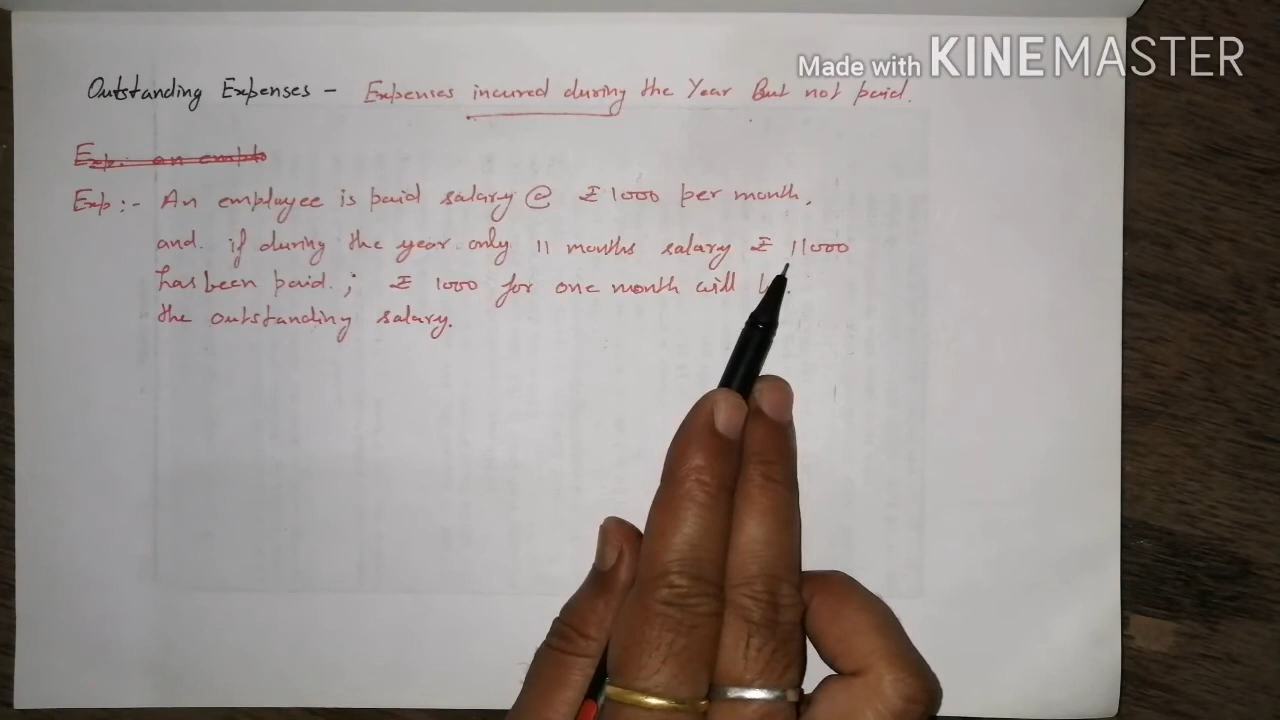 Made with KINEMASTER
Outstanding Expenses - Expenses incured during the Year But not paid.
Exp:- An employee is paid salary @ ₹ 1000 per month,
and. if during the year only 11 months salary ₹ 11000
has been paid. ; ₹ 1000 for one month will
the outstanding salary.